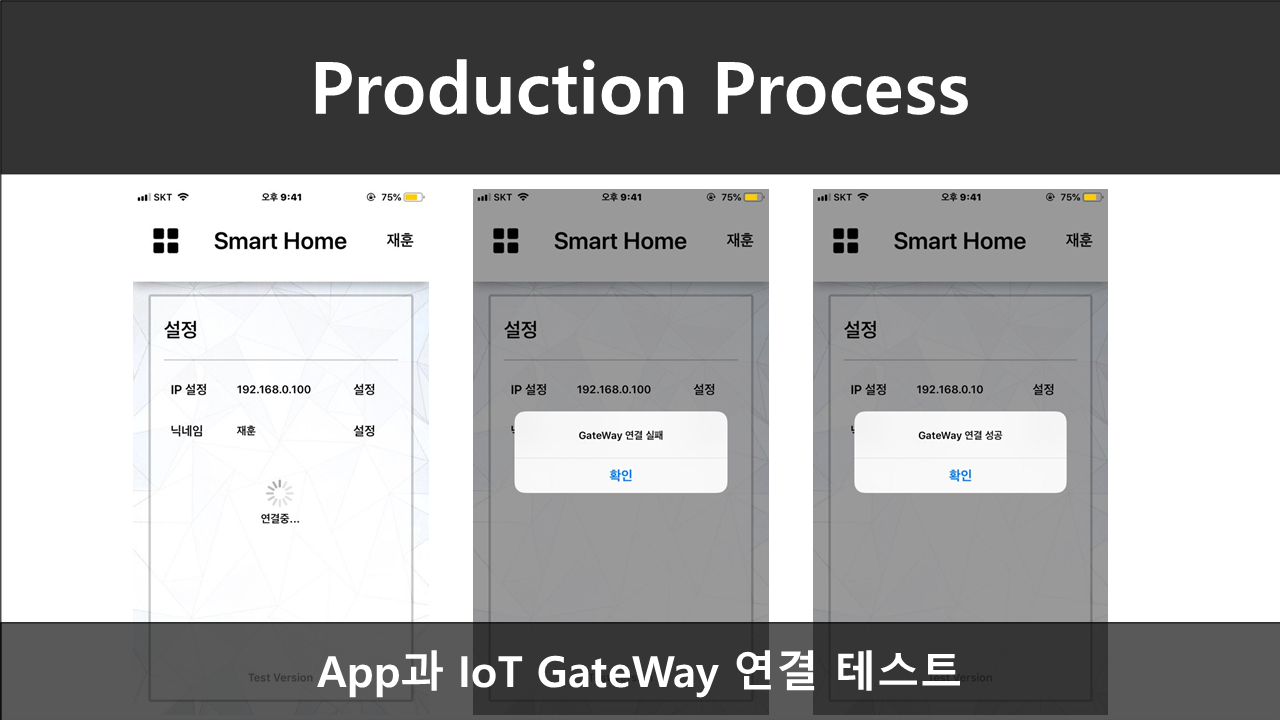 Production Process
SKT 오후 9:41 75%
Smart Home 재훈
설정
IP 설정 192.168.0.100 설정
닉네임 재훈 설정
연결중...
Test Version
SKT 오후 9:41 75%
Smart Home 재훈
설정
IP 설정 192.168.0.100 설정
GateWay 연결 실패
확인
SKT 오후 9:41 75%
Smart Home 재훈
설정
IP 설정 192.168.0.10 설정
GateWay 연결 성공
확인
Test Version
App과 IoT GateWay 연결 테스트